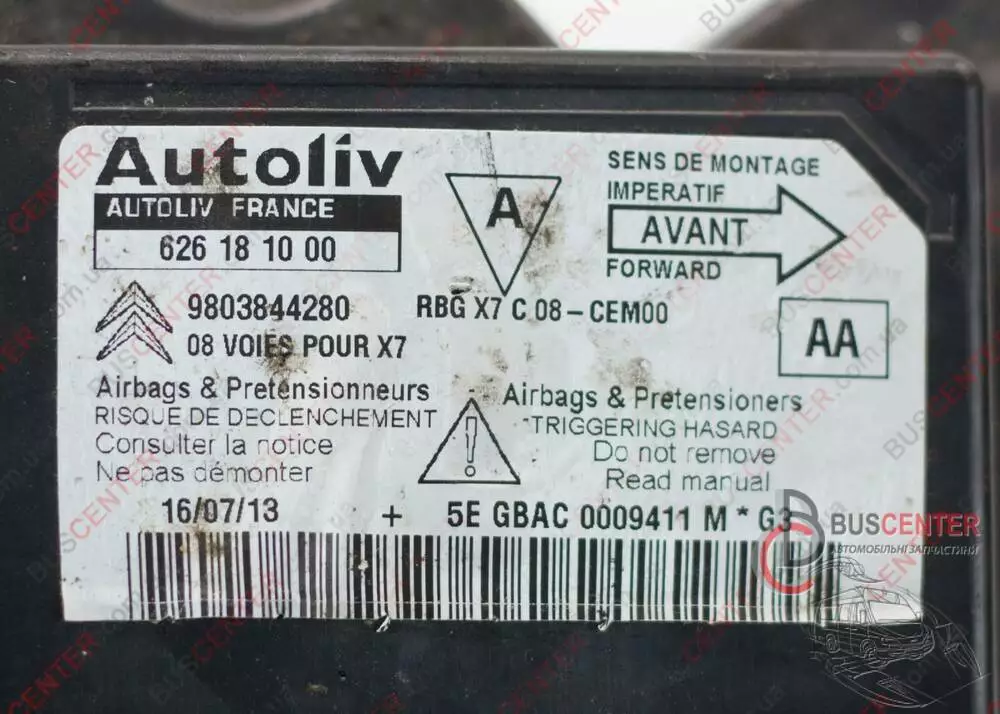 Autoliv
AUTOLIV FRANCE
626 18 10 00
A
SENS DE MONTAGE
IMPERATIF
AVANT
FORWARD
9803844280
RBG X7 C 08-CEM00
08 VOIES POUR X7
AA
Airbags & Pretensionneurs
RISQUE DE DECLENCHEMENT
Consulter la notice
Ne pas démonter
Airbags & Pretensioners
TRIGGERING HASARD
Do not remove
Read manual
16/07/13 + 5E GBAC 0009411 M * G3
BUSCENTER
АВТОМОБІЛЬНІ ЗАПЧАСТИНИ